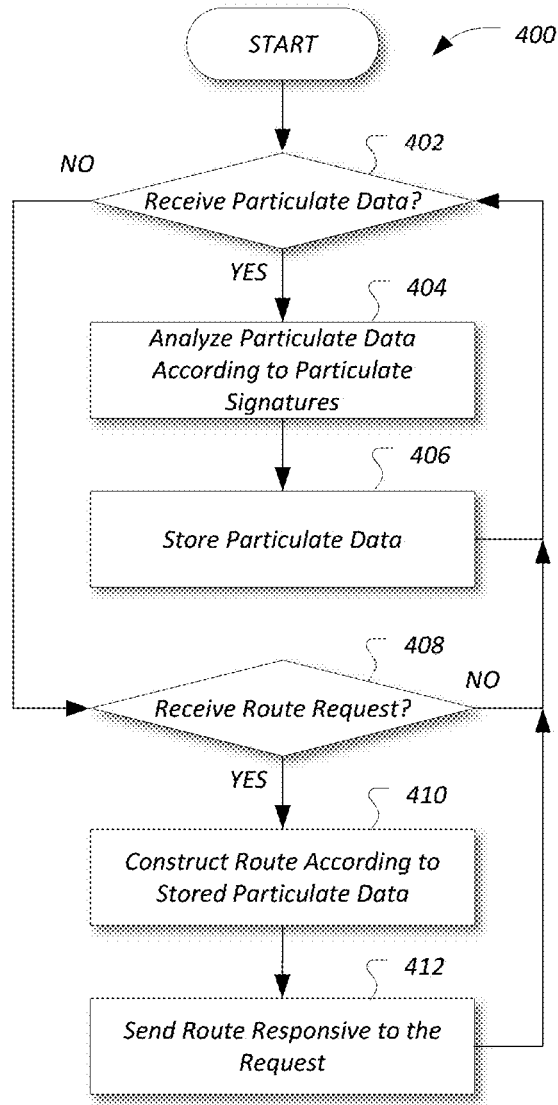 START
400
402
NO
Receive Particulate Data?
YES
404
Analyze Particulate Data
According to Particulate
Signatures
406
Store Particulate Data
408
NO
Receive Route Request?
YES
410
Construct Route According to
Stored Particulate Data
412
Send Route Responsive to the
Request